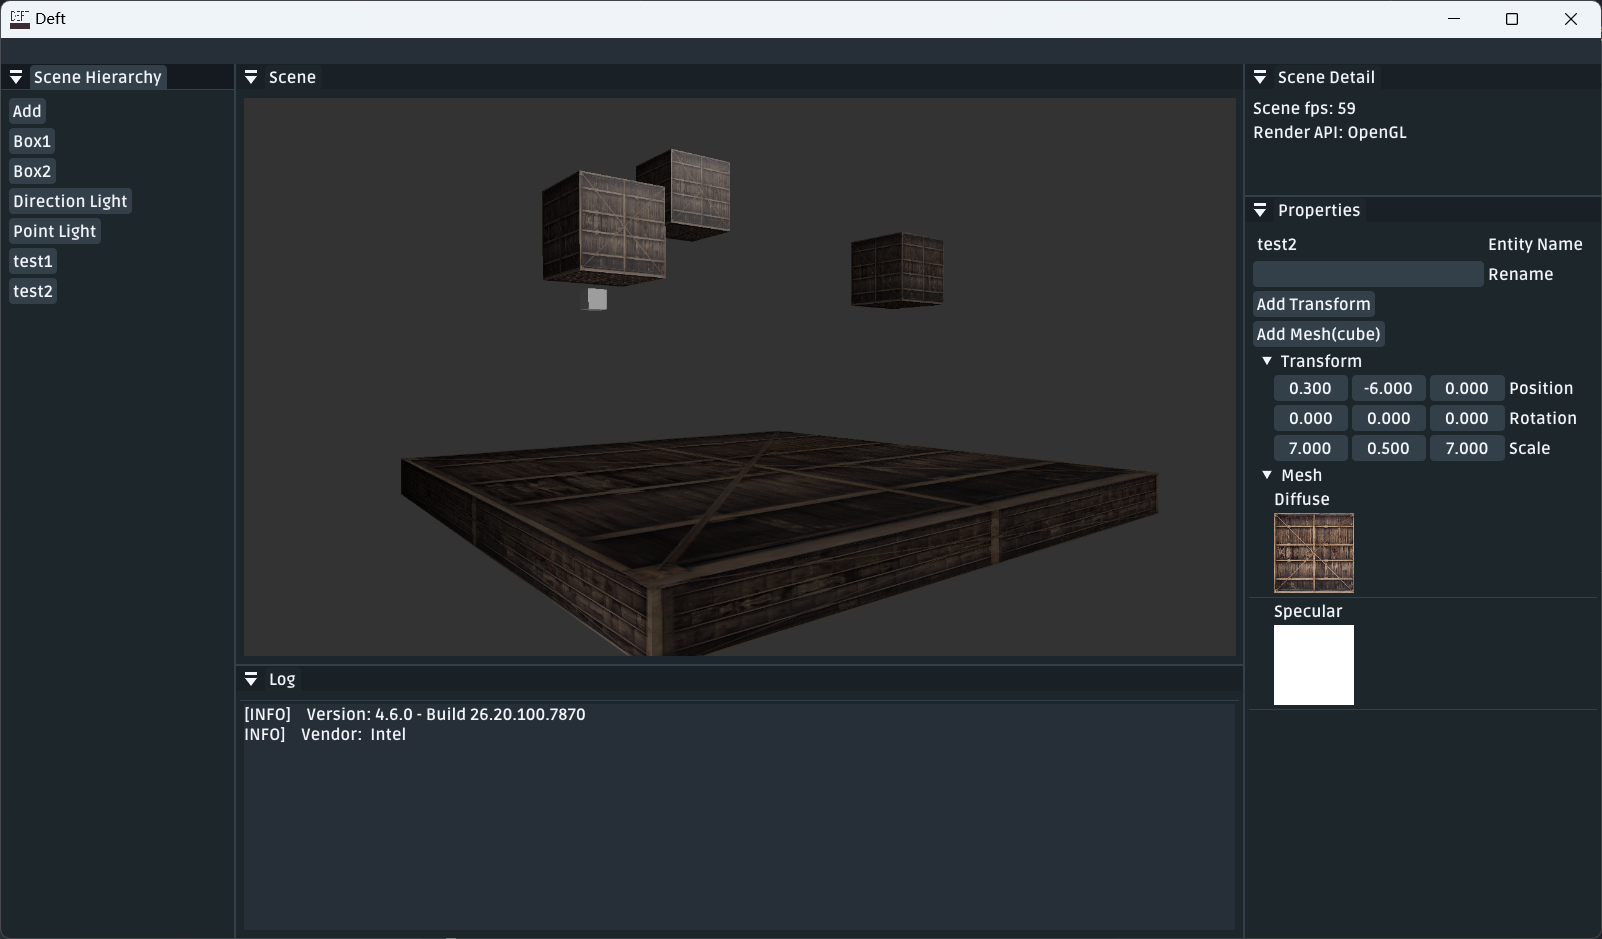 DEFT Deft
Scene Hierarchy
Add
Box1
Box2
Direction Light
Point Light
test1
test2
Scene
Log
[INFO] Version: 4.6.0 - Build 26.20.100.7870
INFO] Vendor: Intel
Scene Detail
Scene fps: 59
Render API: OpenGL
Properties
test2 Entity Name
Rename
Add Transform
Add Mesh(cube)
Transform
0.300 -6.000 0.000 Position
0.000 0.000 0.000 Rotation
7.000 0.500 7.000 Scale
Mesh
Diffuse
Specular